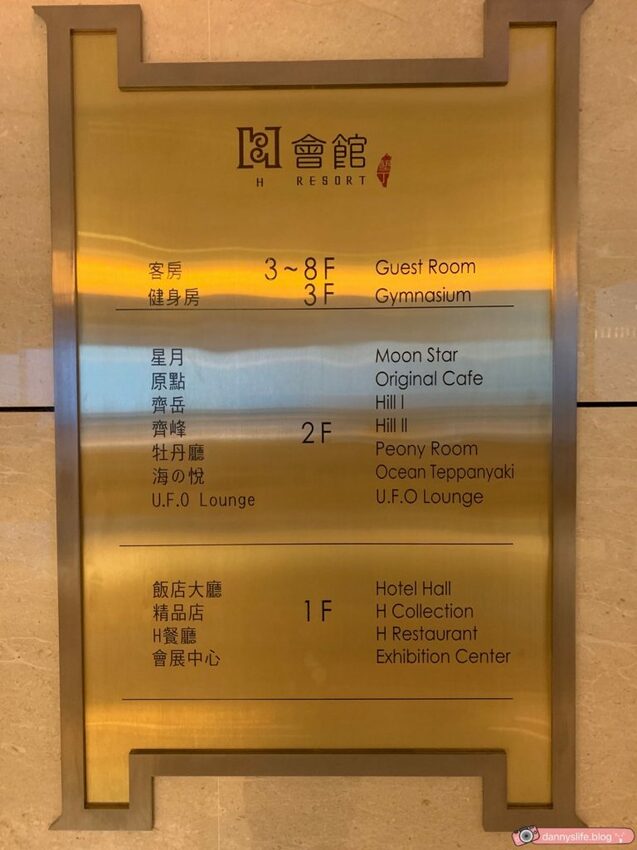 會館
H RESORT
客房 3~8F Guest Room
健身房 3F Gymnasium
星月 Moon Star
原點 Original Cafe
齊岳 Hill I
齊峰 2F Hill II
牡丹廳 Peony Room
海の悅 Ocean Teppanyaki
U.F.O Lounge U.F.O Lounge
飯店大廳 Hotel Hall
精品店 1F H Collection
H餐廳 H Restaurant
會展中心 Exhibition Center
dannyslife.blog